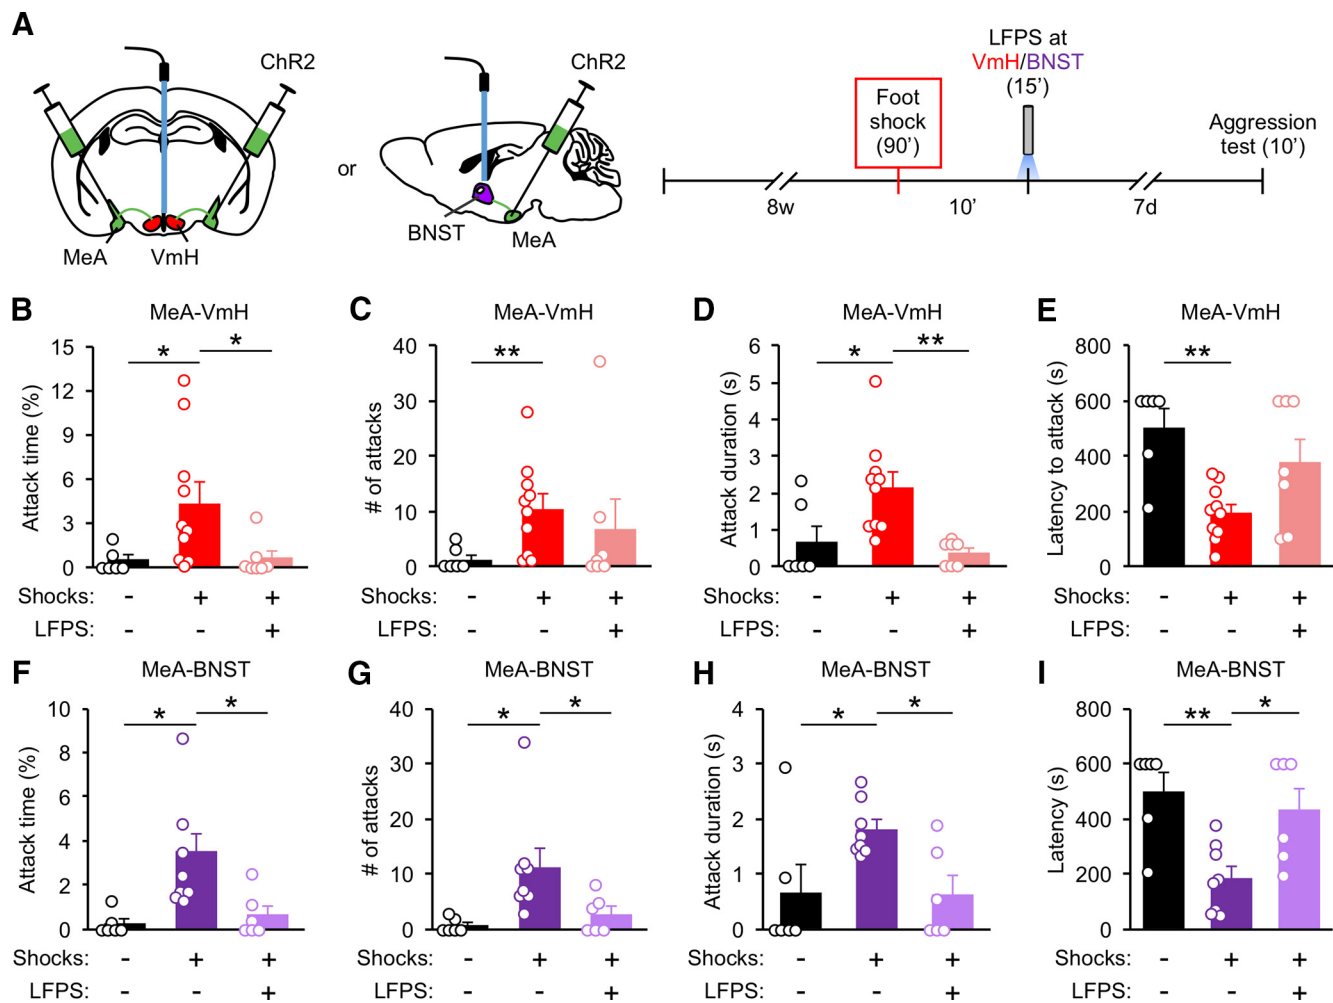 A
ChR2
MeA
VmH
or
ChR2
BNST
MeA
Foot
shock
(90’)
LFPS at
VmH/BNST
(15’)
Aggression
test (10’)
8w
10’
7d
B
MeA-VmH
Attack time (%)
15
12
9
6
3
0
*
*
C
MeA-VmH
# of attacks
40
30
20
10
0
**
D
MeA-VmH
Attack duration (s)
6
5
4
3
2
1
0
*
**
E
MeA-VmH
Latency to attack (s)
800
600
400
200
0
**
Shocks: - + +
LFPS: - - +
Shocks: - + +
LFPS: - - +
Shocks: - + +
LFPS: - - +
Shocks: - + +
LFPS: - - +
F
MeA-BNST
Attack time (%)
10
8
6
4
2
0
*
*
G
MeA-BNST
# of attacks
40
30
20
10
0
*
*
H
MeA-BNST
Attack duration (s)
4
3
2
1
0
*
*
I
MeA-BNST
Latency (s)
800
600
400
200
0
**
*
Shocks: - + +
LFPS: - - +
Shocks: - + +
LFPS: - - +
Shocks: - + +
LFPS: - - +
Shocks: - + +
LFPS: - - +